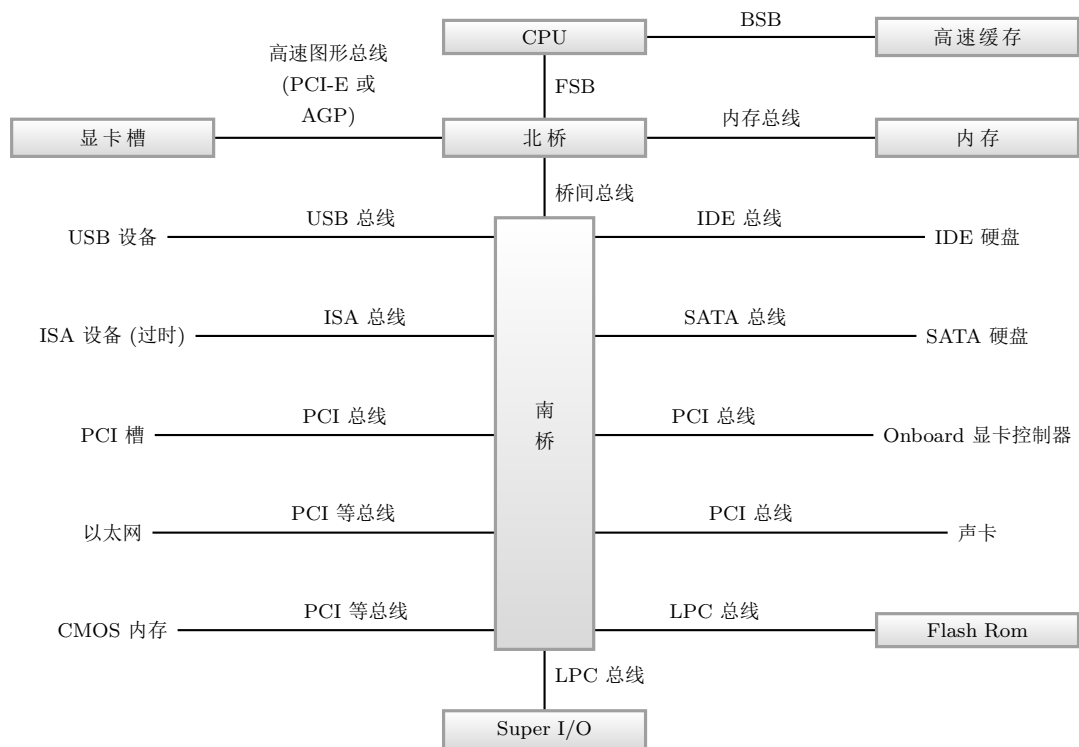 BSB
CPU
高速缓存
高速图形总线
(PCI-E 或
AGP)
FSB
显卡槽
北桥
内存总线
内存
桥间总线
USB 总线
IDE 总线
USB 设备
IDE 硬盘
ISA 总线
SATA 总线
ISA 设备 (过时)
SATA 硬盘
南
桥
PCI 总线
PCI 总线
PCI 槽
Onboard 显卡控制器
PCI 等总线
PCI 总线
以太网
声卡
PCI 等总线
LPC 总线
CMOS 内存
Flash Rom
LPC 总线
Super I/O